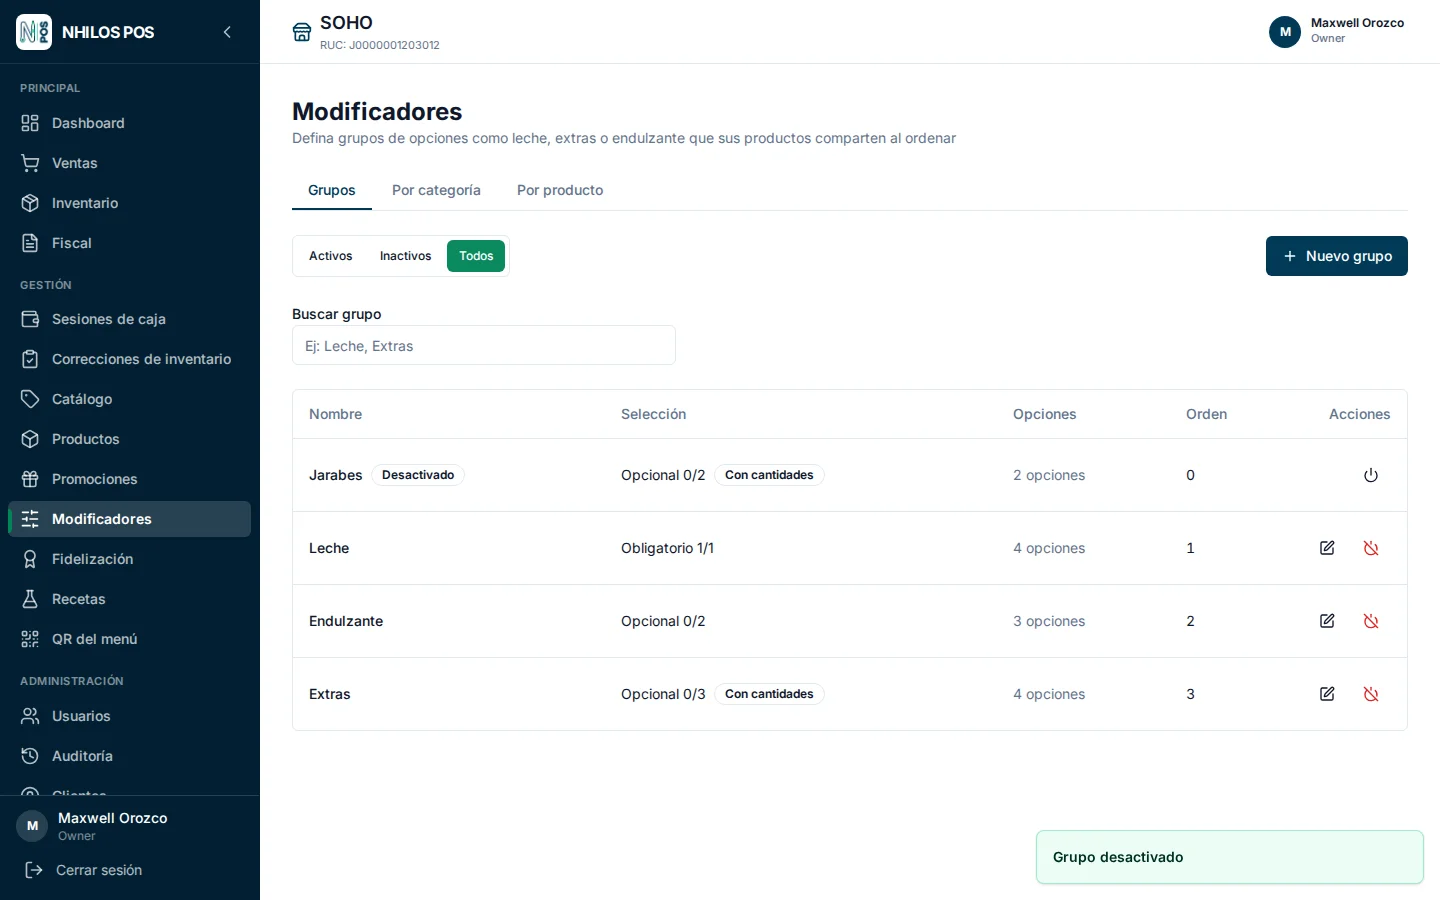 NHILOS POS
PRINCIPAL
Dashboard
Ventas
Inventario
Fiscal
GESTIÓN
Sesiones de caja
Correcciones de inventario
Catálogo
Productos
Promociones
Modificadores
Fidelización
Recetas
QR del menú
ADMINISTRACIÓN
Usuarios
Auditoría
Clientes
M
Maxwell Orozco
Owner
Cerrar sesión
SOHO
RUC: J0000001203012
M
Maxwell Orozco
Owner
Modificadores
Defina grupos de opciones como leche, extras o endulzante que sus productos comparten al ordenar
Grupos Por categoría Por producto
Activos Inactivos Todos
Nuevo grupo
Buscar grupo
Ej: Leche, Extras
Nombre Selección Opciones Orden Acciones
Jarabes Desactivado Opcional 0/2 Con cantidades 2 opciones 0
Leche Obligatorio 1/1 4 opciones 1
Endulzante Opcional 0/2 3 opciones 2
Extras Opcional 0/3 Con cantidades 4 opciones 3
Grupo desactivado